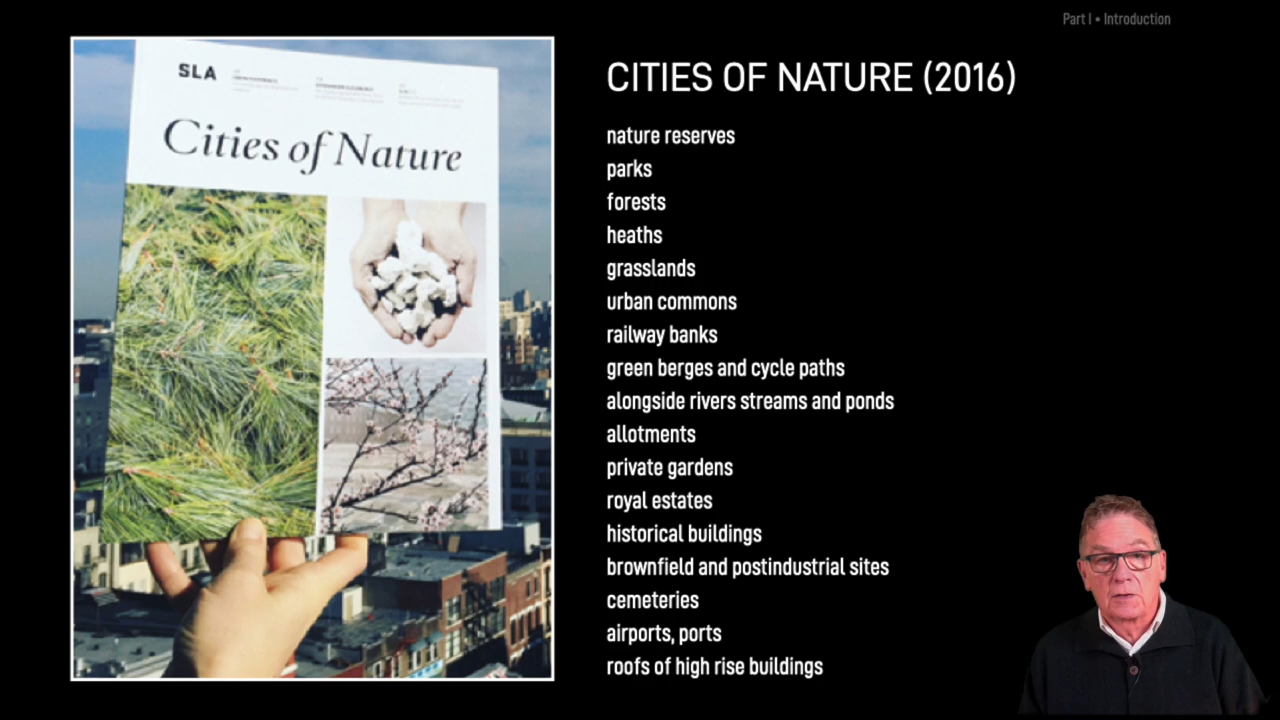 Part I • Introduction
SLA
Cities of Nature
CITIES OF NATURE (2016)
nature reserves
parks
forests
heaths
grasslands
urban commons
railway banks
green berges and cycle paths
alongside rivers streams and ponds
allotments
private gardens
royal estates
historical buildings
brownfield and postindustrial sites
cemeteries
airports, ports
roofs of high rise buildings